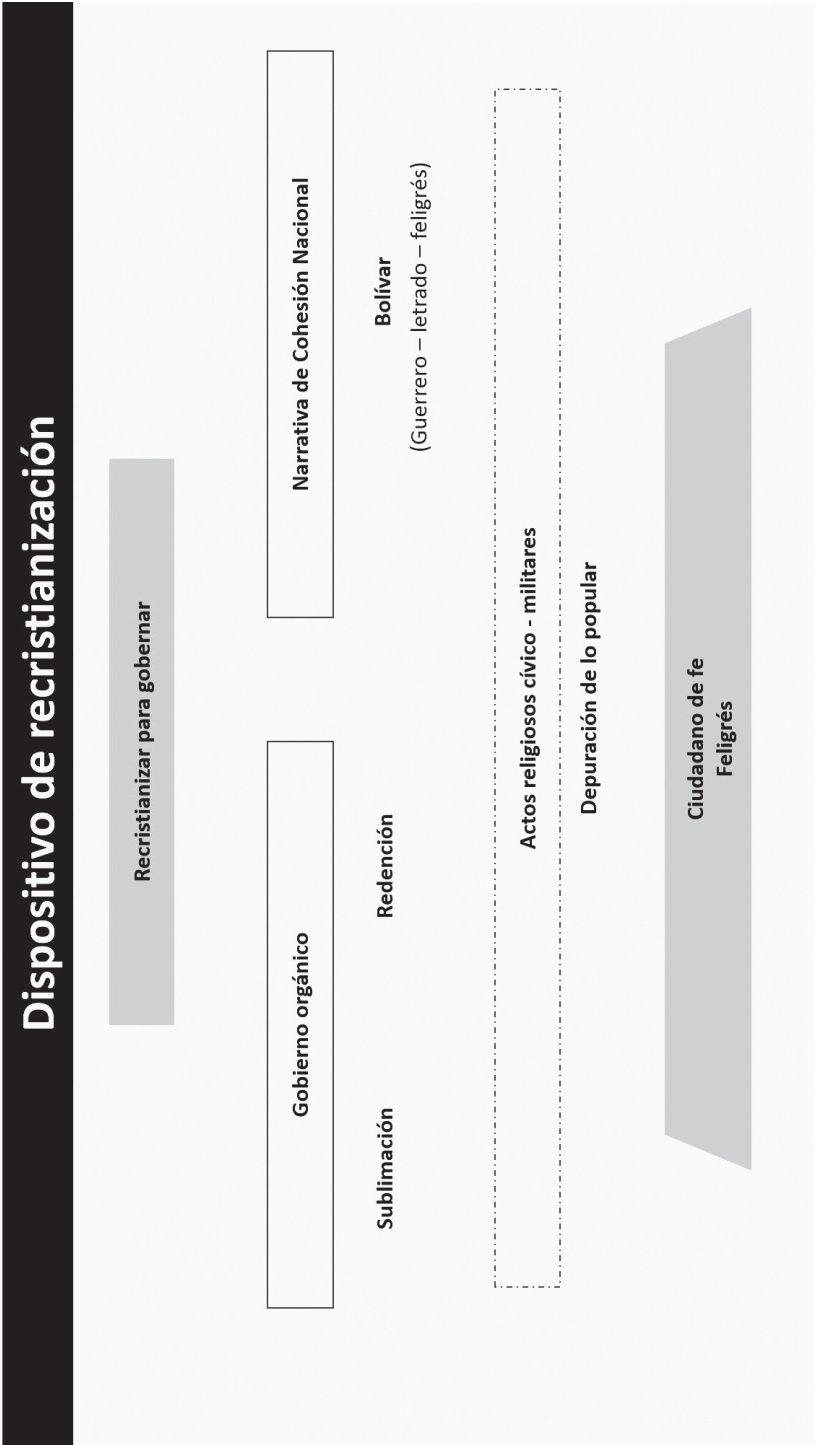 Dispositivo de recristianización
Recristianizar para gobernar
Gobierno orgánico
Narrativa de Cohesión Nacional
Sublimación
Redención
Bolívar
(Guerrero – letrado – feligrés)
Actos religiosos cívico - militares
Depuración de lo popular
Ciudadano de fe
Feligrés